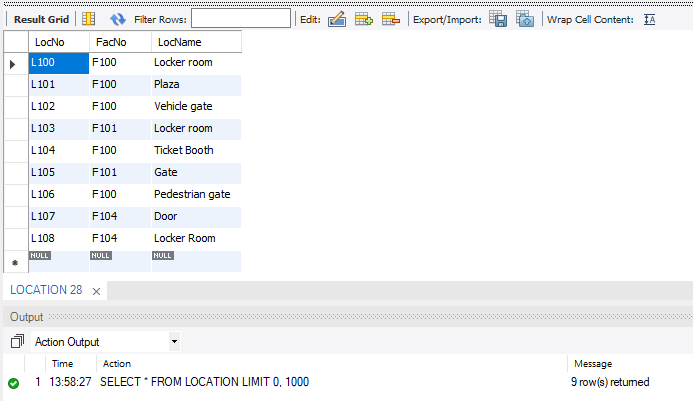 Result Grid Filter Rows: Edit: Export/Import: Wrap Cell Content: IA
LocNo FacNo LocName
L100 F100 Locker room
L101 F100 Plaza
L102 F100 Vehicle gate
L103 F101 Locker room
L104 F100 Ticket Booth
L105 F101 Gate
L106 F100 Pedestrian gate
L107 F104 Door
L108 F104 Locker Room
NULL NULL NULL
LOCATION 28 ×
Output
Action Output
Time Action Message
1 13:58:27 SELECT * FROM LOCATION LIMIT 0, 1000 9 row(s) returned